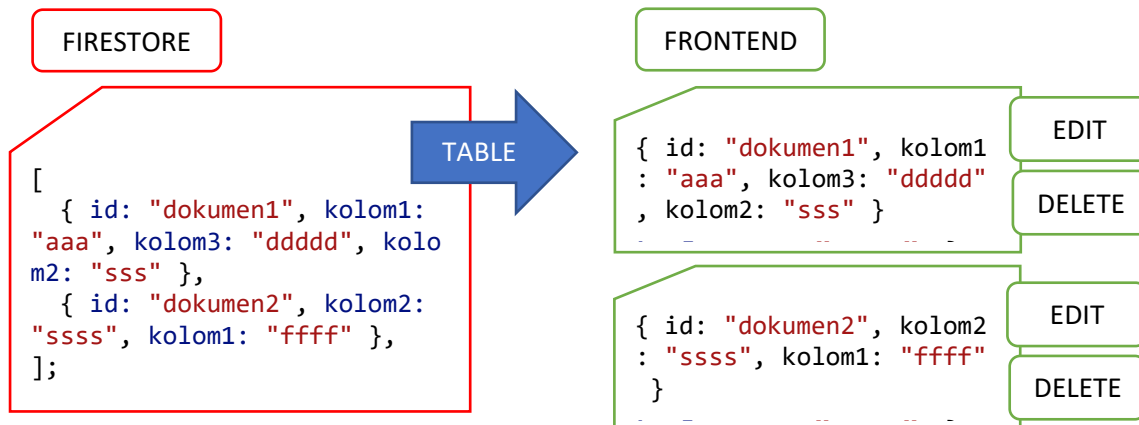 FIRESTORE
[
  { id: "dokumen1", kolom1:
"aaa", kolom3: "ddddd", kolo
m2: "sss" },
  { id: "dokumen2", kolom2:
"ssss", kolom1: "ffff" },
];
TABLE
FRONTEND
{ id: "dokumen1", kolom1
: "aaa", kolom3: "ddddd"
, kolom2: "sss" }
EDIT
DELETE
{ id: "dokumen2", kolom2
: "ssss", kolom1: "ffff"
 }
EDIT
DELETE